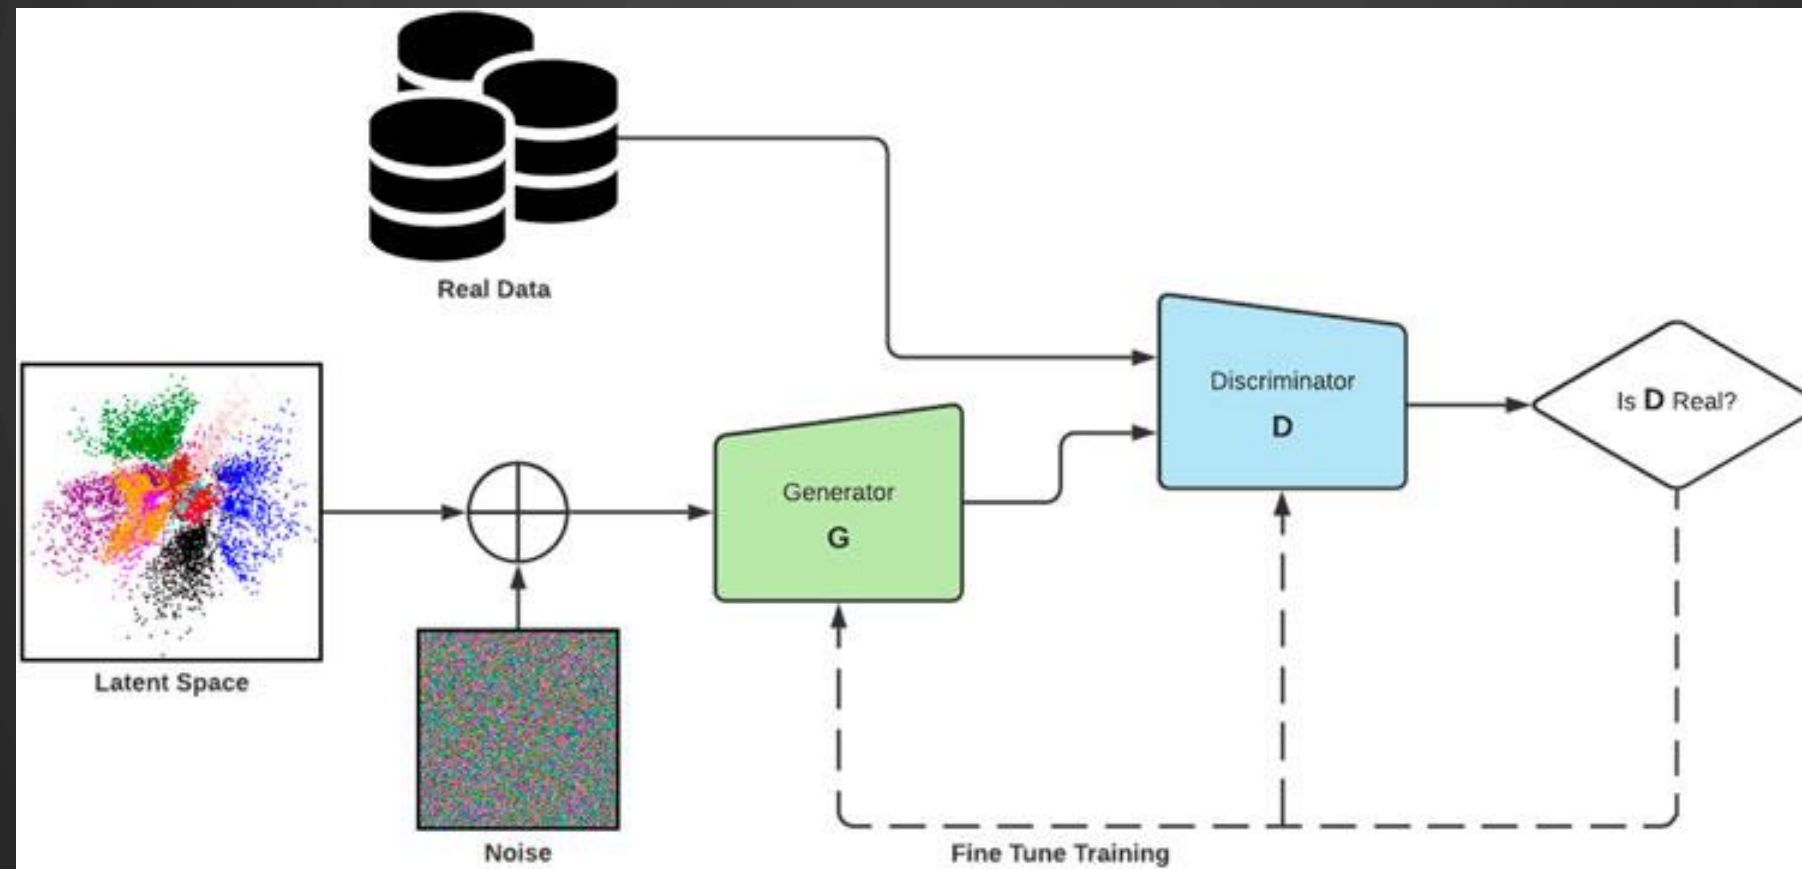 Real Data
Latent Space
Noise
Generator
G
Discriminator
D
Is D Real?
Fine Tune Training